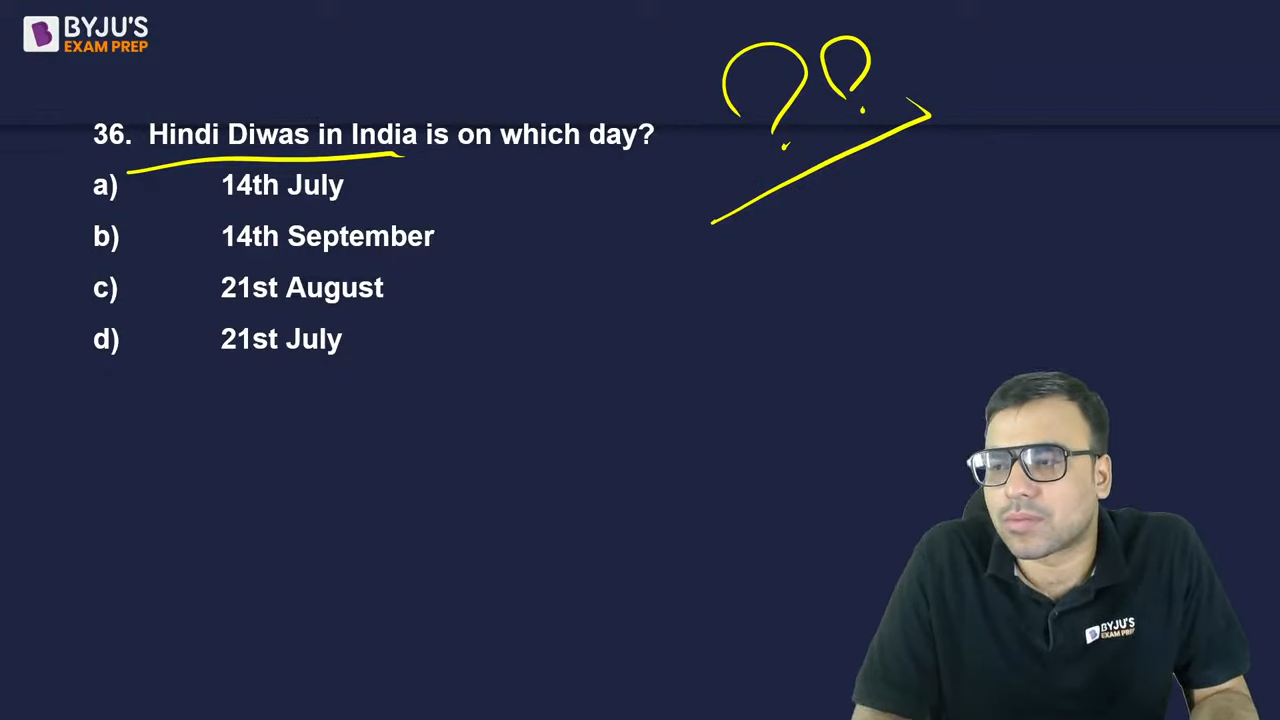 BYJU'S
EXAM PREP
??
36. Hindi Diwas in India is on which day?
a) 14th July
b) 14th September
c) 21st August
d) 21st July
BYJU'S
EXAM PREP